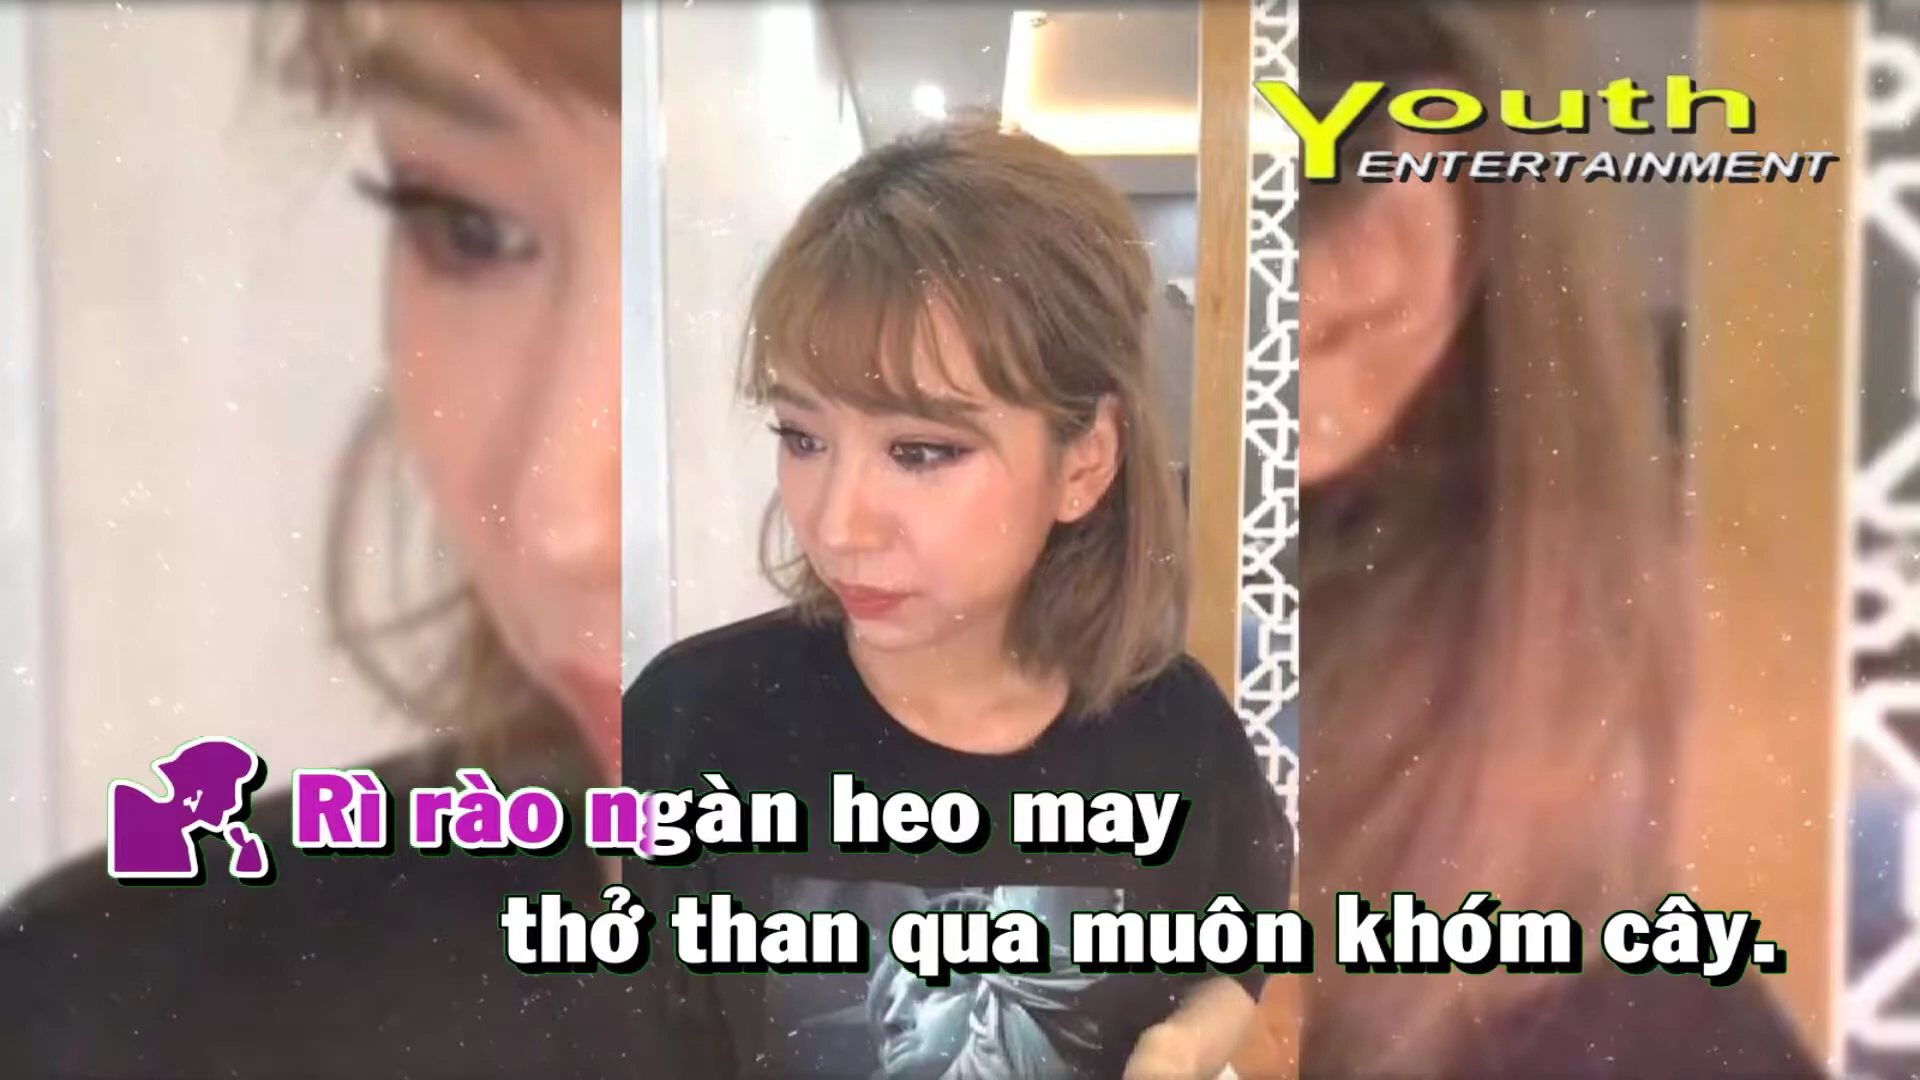 Youth
ENTERTAINMENT
Rì rào ngàn heo may
thở than qua muôn khóm cây.